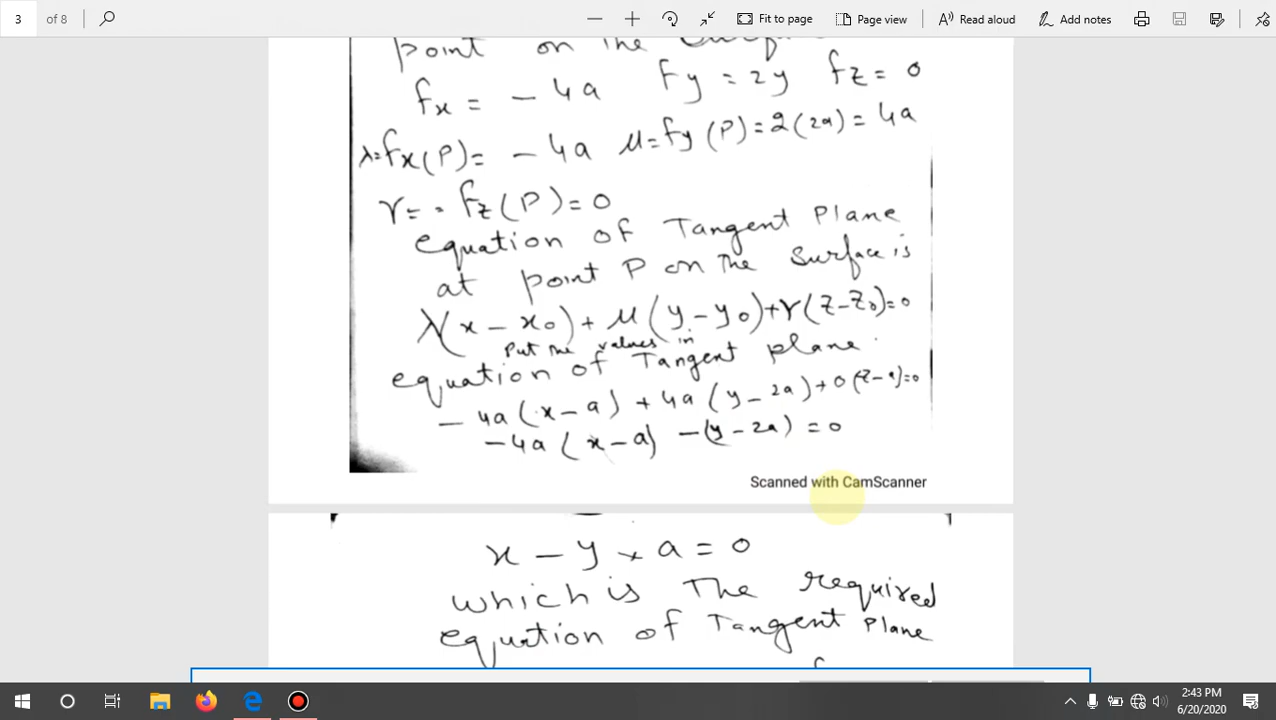 3 of 8 Fit to page Page view Read aloud Add notes
point on the Surface
fx = - 4a fy = 2y fz = 0
λ=fx(P)= - 4a μ=fy(P)=2(2a)=4a
γ=- fz(P)=0
equation of Tangent Plane
at point P on the Surface is
λ(x-x₀)+μ(y-y₀)+γ(z-z₀)=0
Put the values in
equation of Tangent plane.
- 4a(x-a)+4a(y-2a)+0(z-a)=0
-4a(x-a) -(y-2a)=0
Scanned with CamScanner
x - y + a = 0
which is The required
equation of Tangent Plane
2:43 PM
6/20/2020